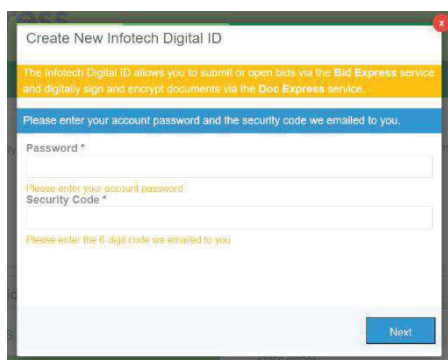 Create New Infotech Digital ID
x
The Infotech Digital ID allows you to submit or open bids via the Bid Express service
and digitally sign and encrypt documents via the Doc Express service.
Please enter your account password and the security code we emailed to you.
Password *
Please enter your account password
Security Code *
Please enter the 6 digit code we emailed to you
Next